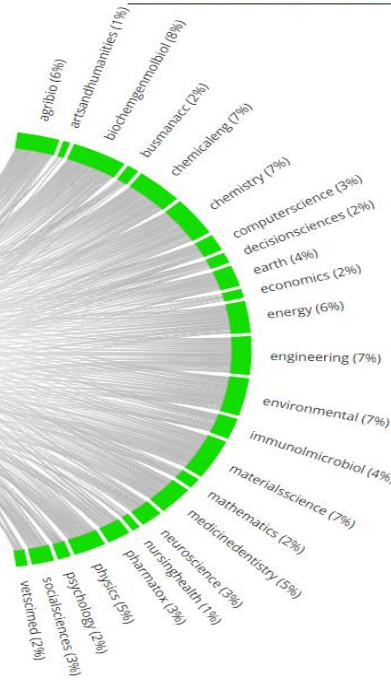 agribio (6%)
artsandhumanities (1%)
biochemgenmolbiol (8%)
busmanacc (2%)
chemicaleng (7%)
chemistry (7%)
computerscience (3%)
decisionsciences (2%)
earth (4%)
economics (2%)
energy (6%)
engineering (7%)
environmental (7%)
immunolmicrobiol (4%)
materialsscience (7%)
mathematics (2%)
medicinedentistry (5%)
neuroscience (3%)
nursinghealth (1%)
pharmatox (3%)
physics (5%)
psychology (2%)
socialsciences (3%)
vetscimed (2%)